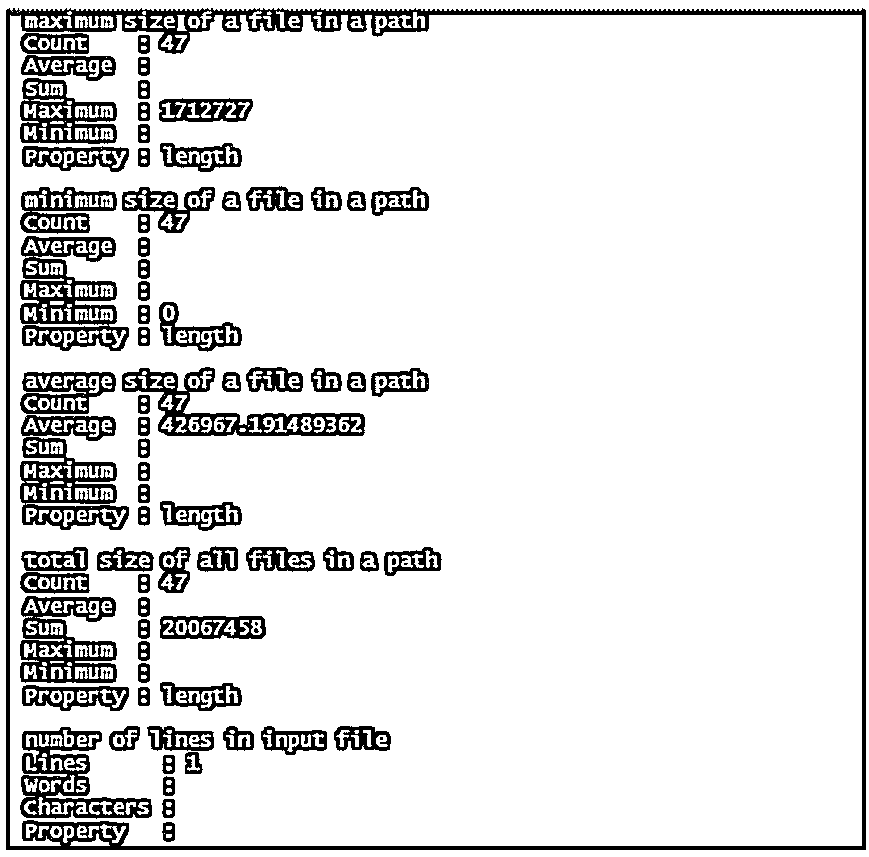 maximum size of a file in a path
Count    : 47
Average  :
Sum      :
Maximum  : 1712727
Minimum  :
Property : length
minimum size of a file in a path
Count    : 47
Average  :
Sum      :
Maximum  :
Minimum  : 0
Property : length
average size of a file in a path
Count    : 47
Average  : 426967.191489362
Sum      :
Maximum  :
Minimum  :
Property : length
total size of all files in a path
Count    : 47
Average  :
Sum      : 20067458
Maximum  :
Minimum  :
Property : length
number of lines in input file
Lines      : 1
Words      :
Characters :
Property   :